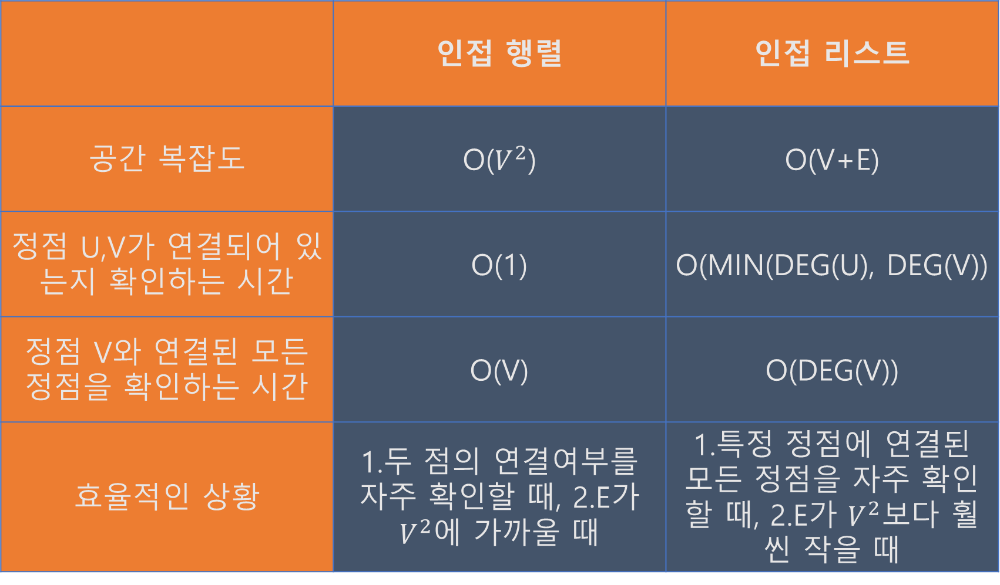 인접 행렬
인접 리스트
공간 복잡도
O(V²)
O(V+E)
정점 U,V가 연결되어 있
는지 확인하는 시간
O(1)
O(MIN(DEG(U), DEG(V))
정점 V와 연결된 모든
정점을 확인하는 시간
O(V)
O(DEG(V))
효율적인 상황
1.두 점의 연결여부를
자주 확인할 때, 2.E가
V²에 가까울 때
1.특정 정점에 연결된
모든 정점을 자주 확인
할 때, 2.E가 V²보다 훨
씬 작을 때